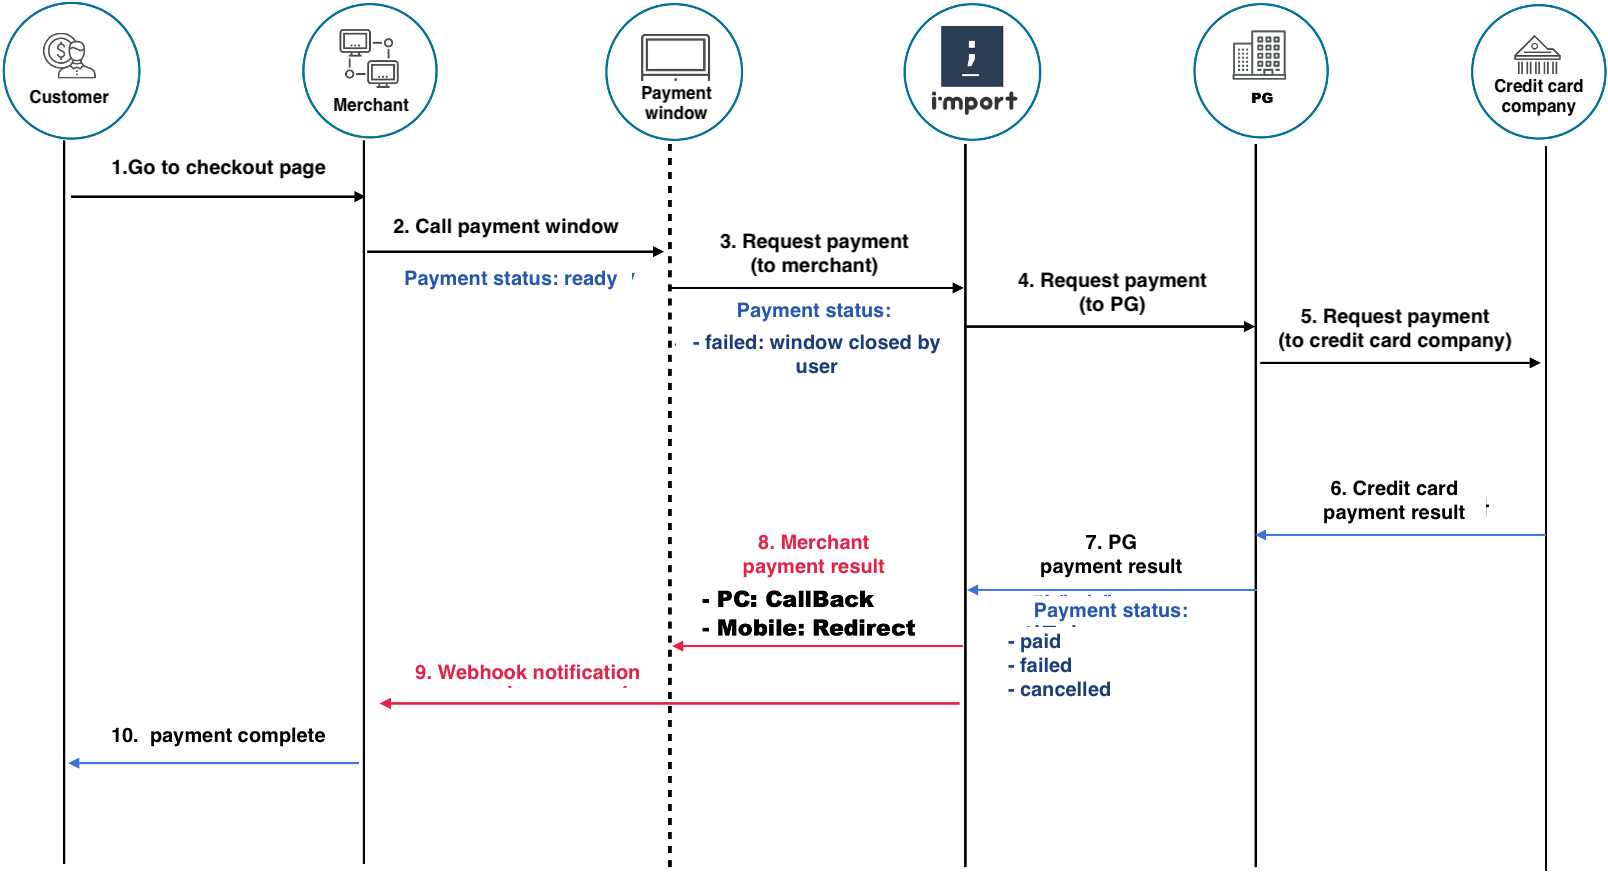 Customer
Merchant
Payment
window
;
i'mport
PG
Credit card
company
1.Go to checkout page
2. Call payment window
Payment status: ready
3. Request payment
(to merchant)
Payment status:
- failed: window closed by
user
4. Request payment
(to PG)
5. Request payment
(to credit card company)
6. Credit card
payment result
7. PG
payment result
Payment status:
- paid
- failed
- cancelled
8. Merchant
payment result
- PC: CallBack
- Mobile: Redirect
9. Webhook notification
10. payment complete